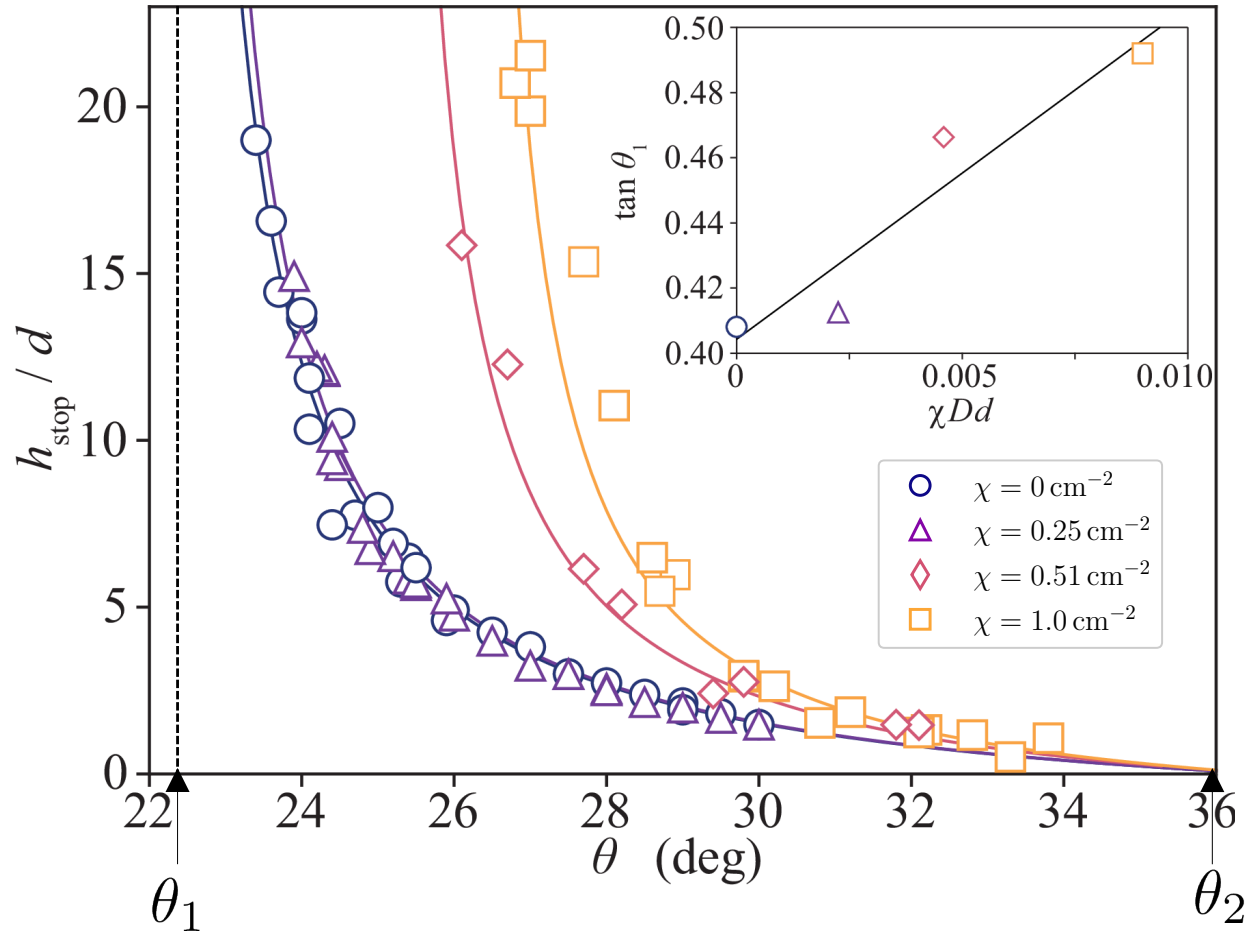 0.50
0.48
0.46
0.44
0.42
0.40
tan θ₁
0 0.005 0.010
χDd
20
15
10
5
0
h_stop / d
χ = 0 cm⁻²
χ = 0.25 cm⁻²
χ = 0.51 cm⁻²
χ = 1.0 cm⁻²
22 24 26 28 30 32 34 36
θ (deg)
θ₁ θ₂